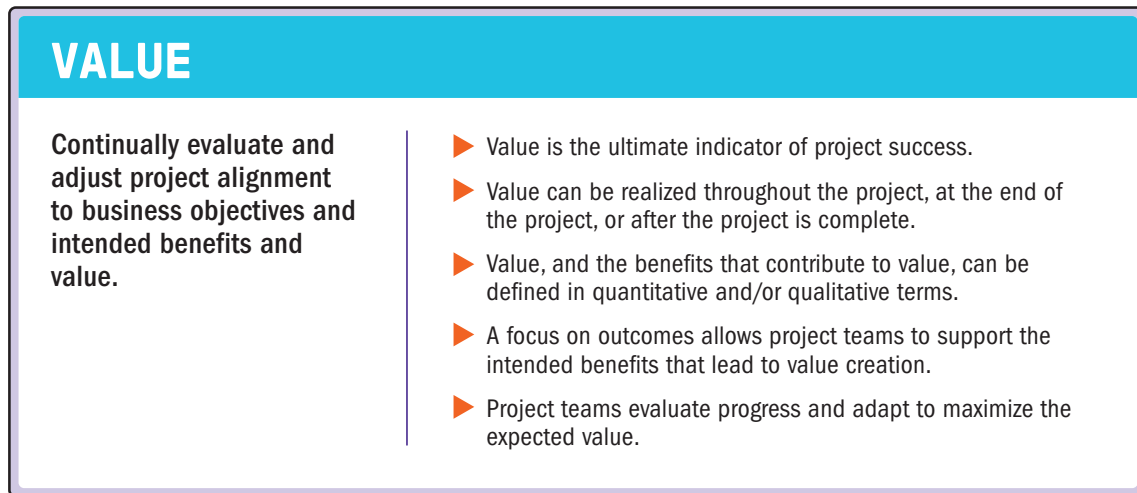 VALUE
Continually evaluate and
adjust project alignment
to business objectives and
intended benefits and
value.
Value is the ultimate indicator of project success.
Value can be realized throughout the project, at the end of
the project, or after the project is complete.
Value, and the benefits that contribute to value, can be
defined in quantitative and/or qualitative terms.
A focus on outcomes allows project teams to support the
intended benefits that lead to value creation.
Project teams evaluate progress and adapt to maximize the
expected value.